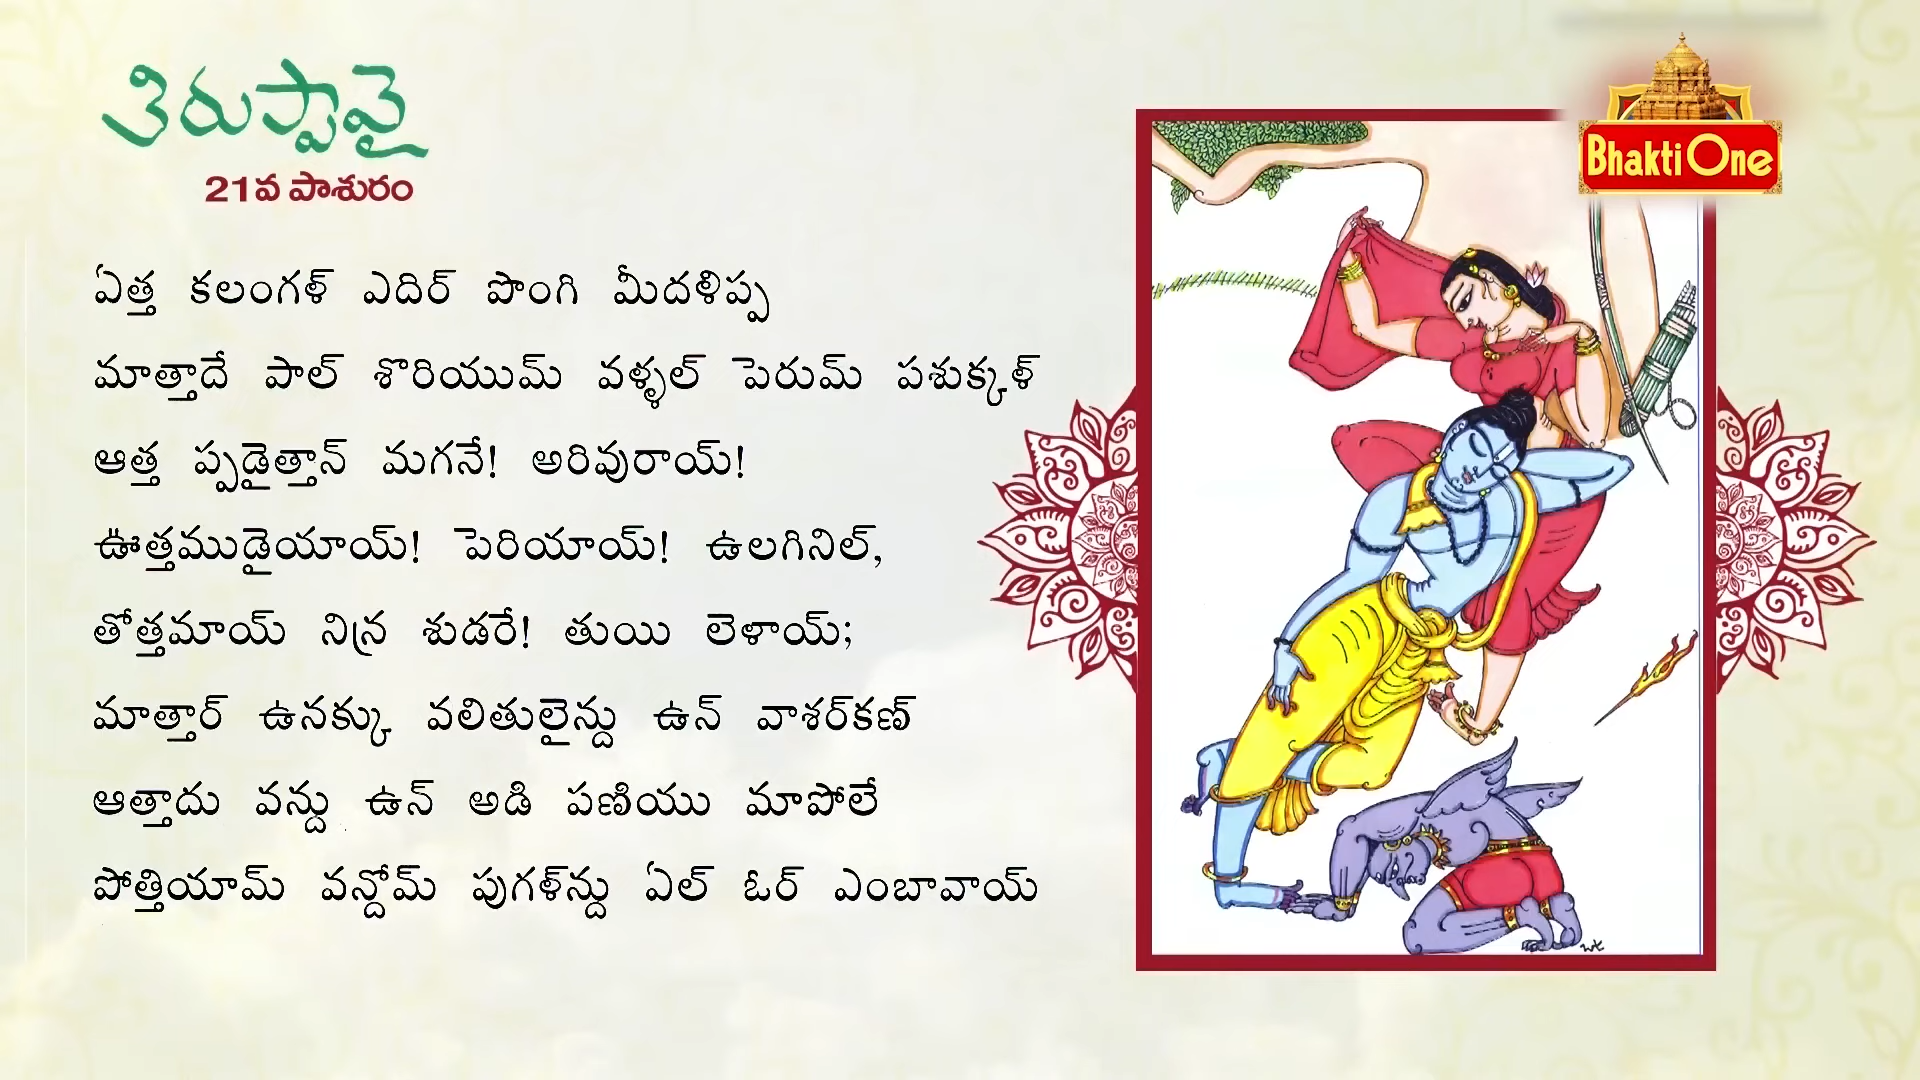 తిరుప్పావై
21వ పాశురం
Bhakti One
ఏత్త కలంగళ్ ఎదిర్ పొంగి మీదళిప్ప
మాత్తాదే పాల్ శొరియుమ్ వళ్ళల్ పెరుమ్ పశుక్కళ్
ఆత్త ప్పడైత్తాన్ మగనే! అరివురాయ్!
ఊత్తముడైయాయ్! పెరియాయ్! ఉలగినిల్,
తోత్తమాయ్ నిన్ర శుడరే! తుయి లెళాయ్;
మాత్తార్ ఉనక్కు వలితులైన్దు ఉన్ వాశర్కణ్
ఆత్తాదు వన్దు ఉన్ అడి పణియు మాపోలే
పోత్తియామ్ వన్దోమ్ పుగళ్న్దు ఏల్ ఓర్ ఎంబావాయ్